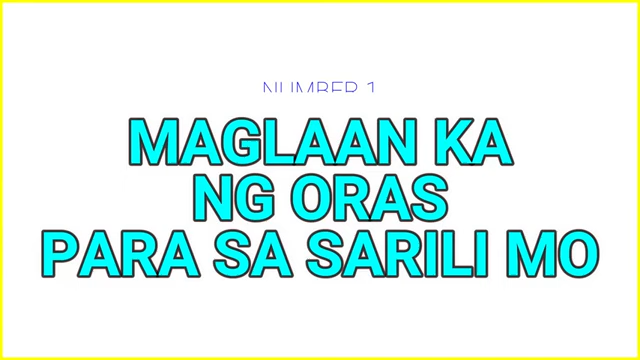 NUMBER 1
MAGLAAN KA
NG ORAS
PARA SA SARILI MO